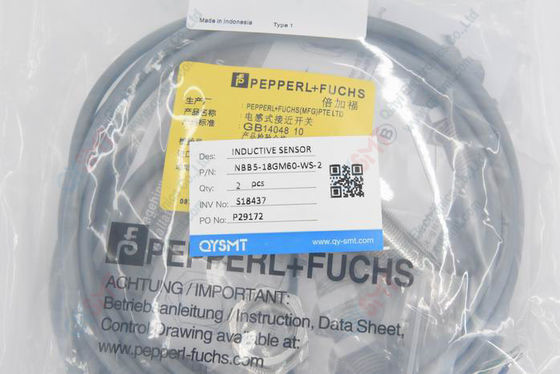 Made in Indonesia Type 1
PEPPERL+FUCHS
倍加福
生产厂: PEPPERL+FUCHS(MFG)PTE LTD
产品名称: 电感式接近开关
产品标准: GB14048 10
Des: INDUCTIVE SENSOR
P/N: NBB5-18GM60-WS-2
Qty: 2 pcs
INV No: S18437
PO No: P29172
QYSMT www.qy-smt.com
PEPPERL+FUCHS
ACHTUNG / IMPORTANT:
Betriebsanleitung / Instruction, Data Sheet,
Control Drawing available at:
www.pepperl-fuchs.com